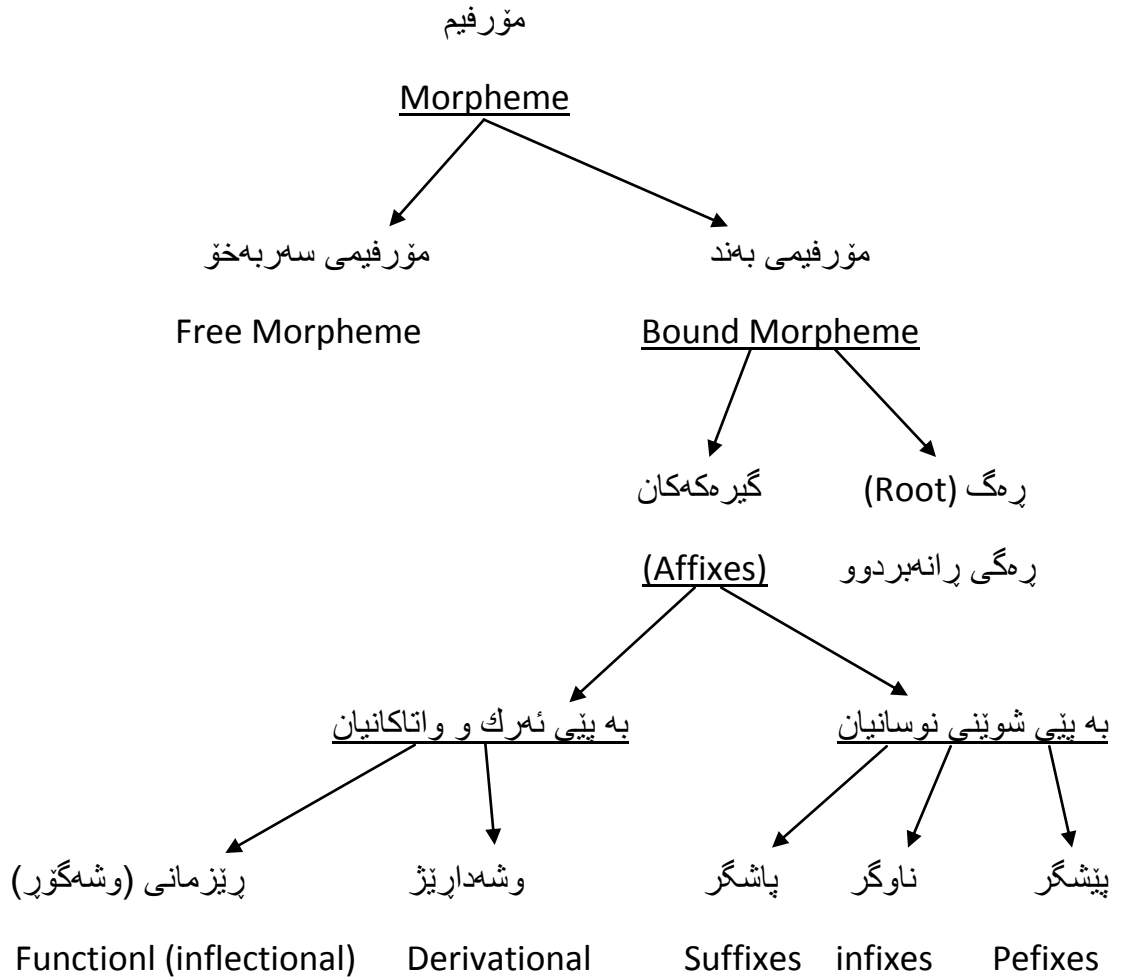 مۆرفیم
Morpheme
مۆرفیمی بەند
مۆرفیمی سەربەخۆ
Bound Morpheme
Free Morpheme
ڕەگ (Root)
گیرەكەكان
ڕەگی ڕانەبردوو
(Affixes)
بە پێی شوێنی نوسانیان
بە پێی ئەرك و واتاكانیان
پێشگر
ناوگر
پاشگر
وشەداڕێژ
ڕێزمانی (وشەگۆڕ)
Functionl (inflectional)
Derivational
Suffixes
infixes
Pefixes